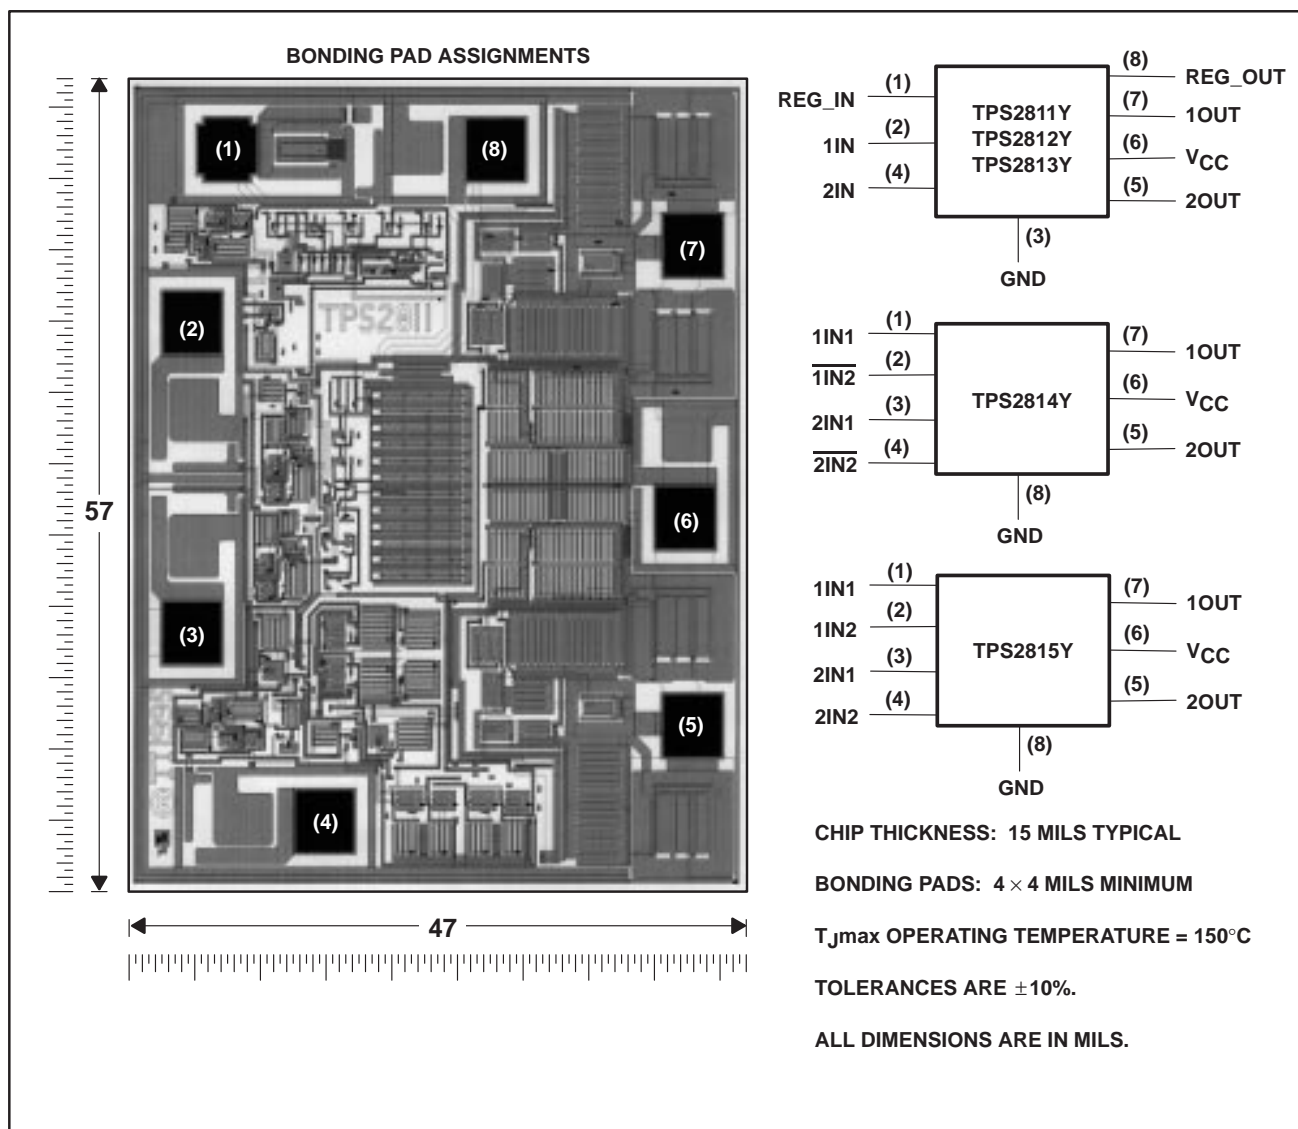 BONDING PAD ASSIGNMENTS
(1)
(8)
(7)
(2)
TPS2811
(6)
(3)
(5)
(4)
57
47
(1)
REG_IN
(2)
1IN
(4)
2IN
TPS2811Y
TPS2812Y
TPS2813Y
(8)
REG_OUT
(7)
1OUT
(6)
VCC
(5)
2OUT
(3)
GND
(1)
1IN1
(2)
1IN2
(3)
2IN1
(4)
2IN2
TPS2814Y
(7)
1OUT
(6)
VCC
(5)
2OUT
(8)
GND
(1)
1IN1
(2)
1IN2
(3)
2IN1
(4)
2IN2
TPS2815Y
(7)
1OUT
(6)
VCC
(5)
2OUT
(8)
GND
CHIP THICKNESS: 15 MILS TYPICAL
BONDING PADS: 4 × 4 MILS MINIMUM
TJmax OPERATING TEMPERATURE = 150°C
TOLERANCES ARE ±10%.
ALL DIMENSIONS ARE IN MILS.